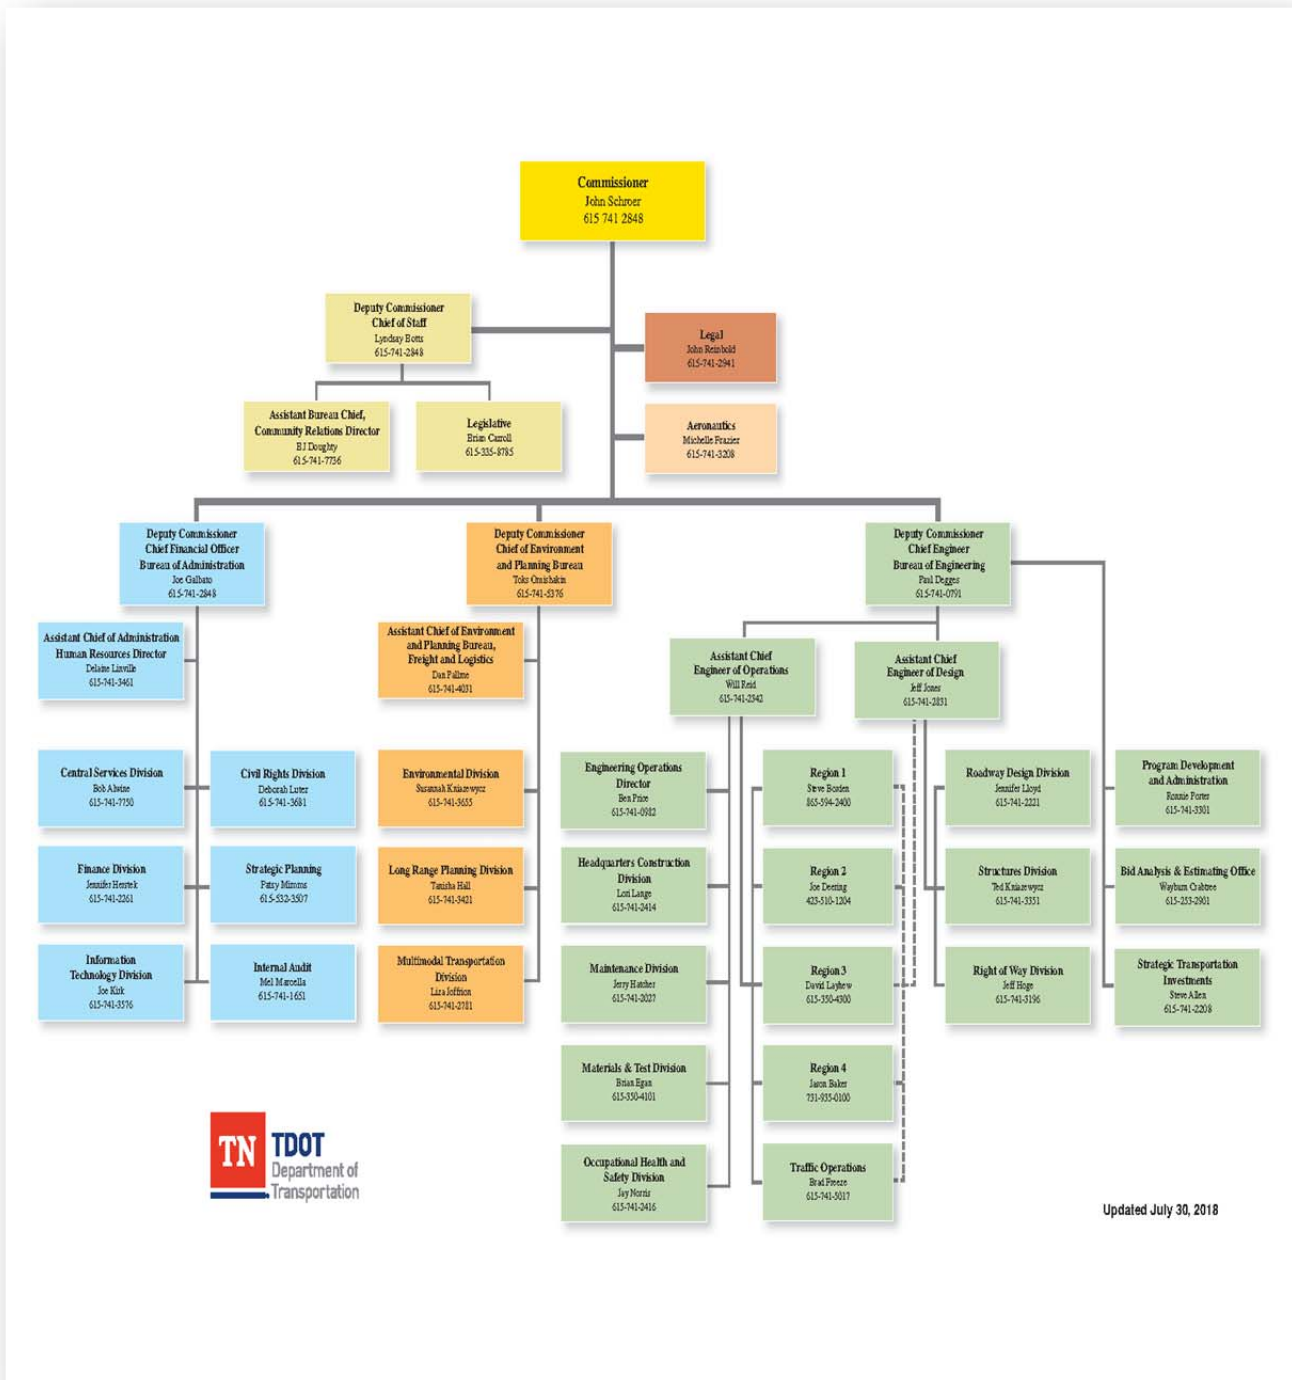 Commissioner
John Schroer
615 741 2848
Deputy Commissioner
Chief of Staff
Lyndsay Botts
615-741-2848
Legal
John Reinbold
615-741-2941
Assistant Bureau Chief,
Community Relations Director
BJ Doughty
615-741-7736
Legislative
Brian Carroll
615-335-8785
Aeronautics
Michelle Frazier
615-741-3208
Deputy Commissioner
Chief Financial Officer
Bureau of Administration
Joe Galbato
615-741-2848
Deputy Commissioner
Chief of Environment
and Planning Bureau
Toks Omishakin
615-741-5376
Deputy Commissioner
Chief Engineer
Bureau of Engineering
Paul Degges
615-741-0791
Assistant Chief of Administration
Human Resources Director
Delaine Linville
615-741-3461
Assistant Chief of Environment
and Planning Bureau,
Freight and Logistics
Dan Pallme
615-741-4031
Assistant Chief
Engineer of Operations
Will Reid
615-741-2342
Assistant Chief
Engineer of Design
Jeff Jones
615-741-2831
Central Services Division
Bob Alwine
615-741-7750
Civil Rights Division
Deborah Luter
615-741-3681
Environmental Division
Susannah Kniazewycz
615-741-3655
Engineering Operations
Director
Ben Price
615-741-0982
Region 1
Steve Borden
865-594-2400
Roadway Design Division
Jennifer Lloyd
615-741-2221
Program Development
and Administration
Ronnie Porter
615-741-3301
Finance Division
Jennifer Herstek
615-741-2261
Strategic Planning
Patsy Mimms
615-532-3507
Long Range Planning Division
Tanisha Hall
615-741-3421
Headquarters Construction
Division
Lori Lange
615-741-2414
Region 2
Joe Deering
423-510-1204
Structures Division
Ted Kniazewycz
615-741-3351
Bid Analysis & Estimating Office
Wayburn Crabtree
615-253-2901
Information
Technology Division
Joe Kirk
615-741-3576
Internal Audit
Mel Marcella
615-741-1651
Multimodal Transportation
Division
Liza Joffrion
615-741-2781
Maintenance Division
Jerry Hatcher
615-741-2027
Region 3
David Layhew
615-350-4300
Right of Way Division
Jeff Hoge
615-741-3196
Strategic Transportation
Investments
Steve Allen
615-741-2208
Materials & Test Division
Brian Egan
615-350-4101
Region 4
Jason Baker
731-935-0100
Occupational Health and
Safety Division
Jay Norris
615-741-2416
Traffic Operations
Brad Freeze
615-741-5017
TN TDOT
Department of
Transportation
Updated July 30, 2018